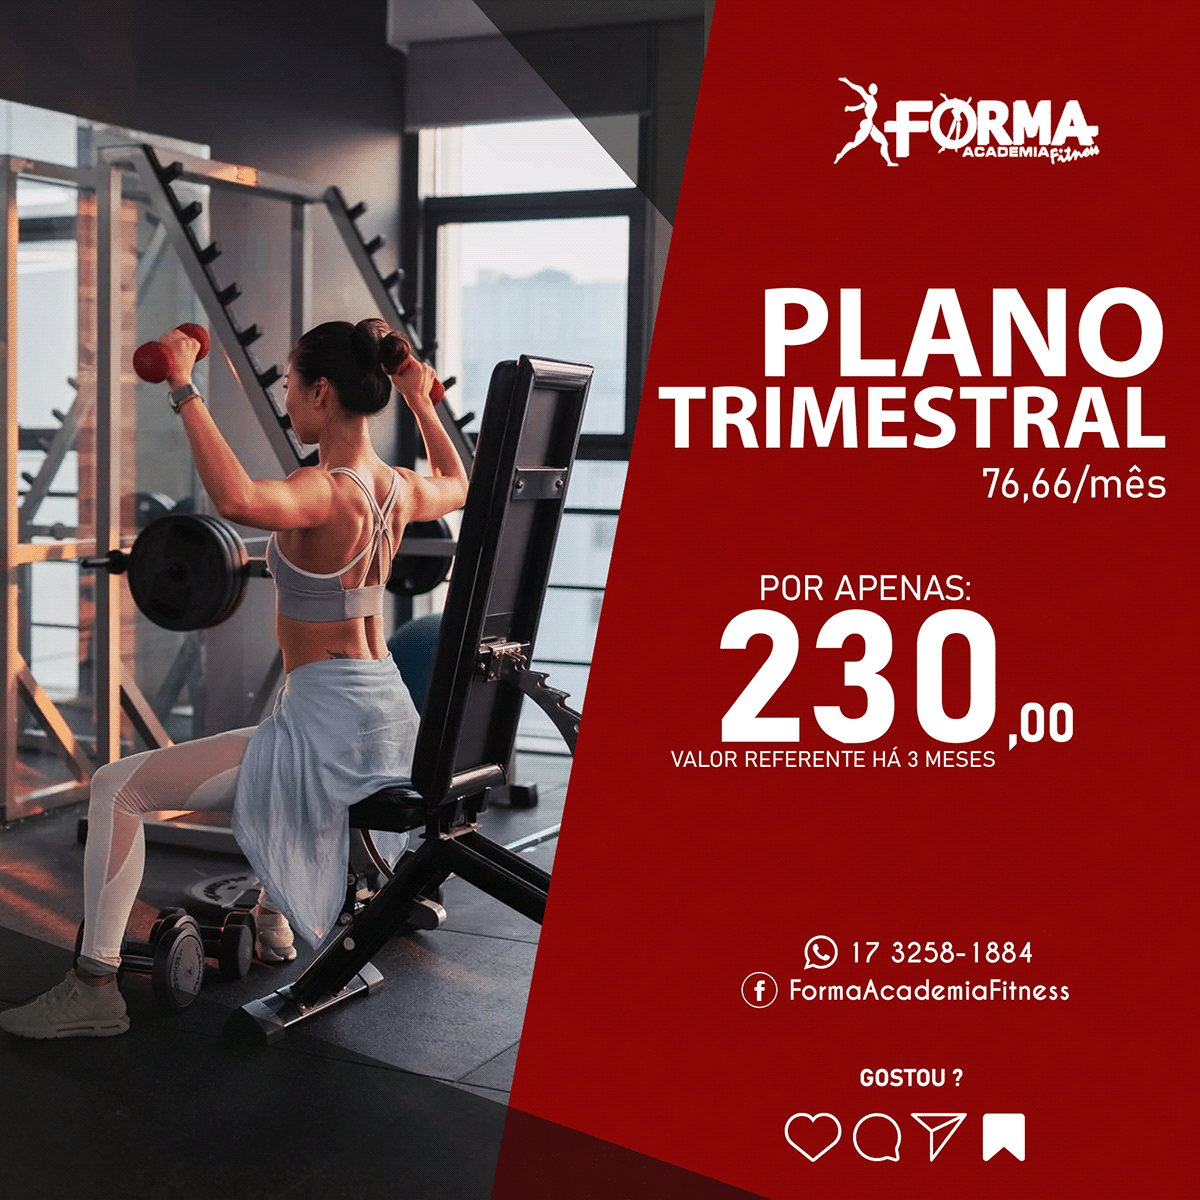 FORMA
ACADEMIA Fitness
PLANO
TRIMESTRAL
76,66/mês
POR APENAS:
230,00
VALOR REFERENTE HÁ 3 MESES
17 3258-1884
FormaAcademiaFitness
GOSTOU ?